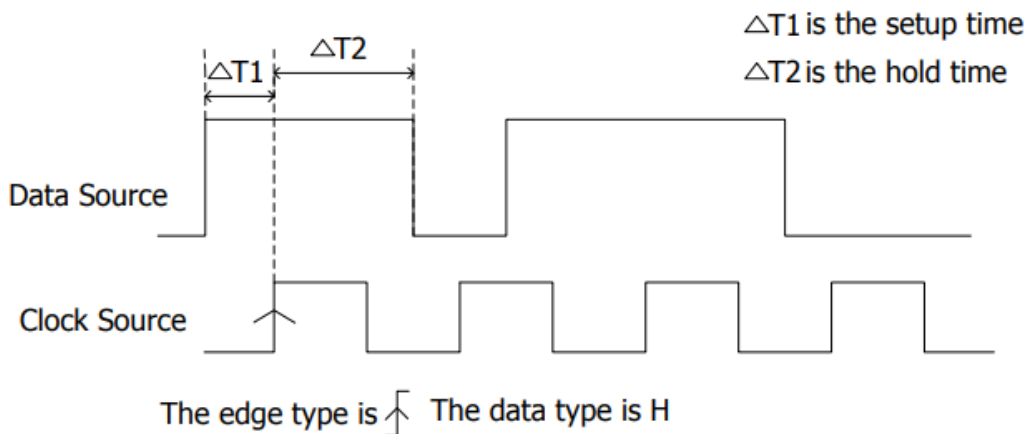 △T1 is the setup time
△T2
△T1
△T2 is the hold time
Data Source
Clock Source
The edge type is The data type is H